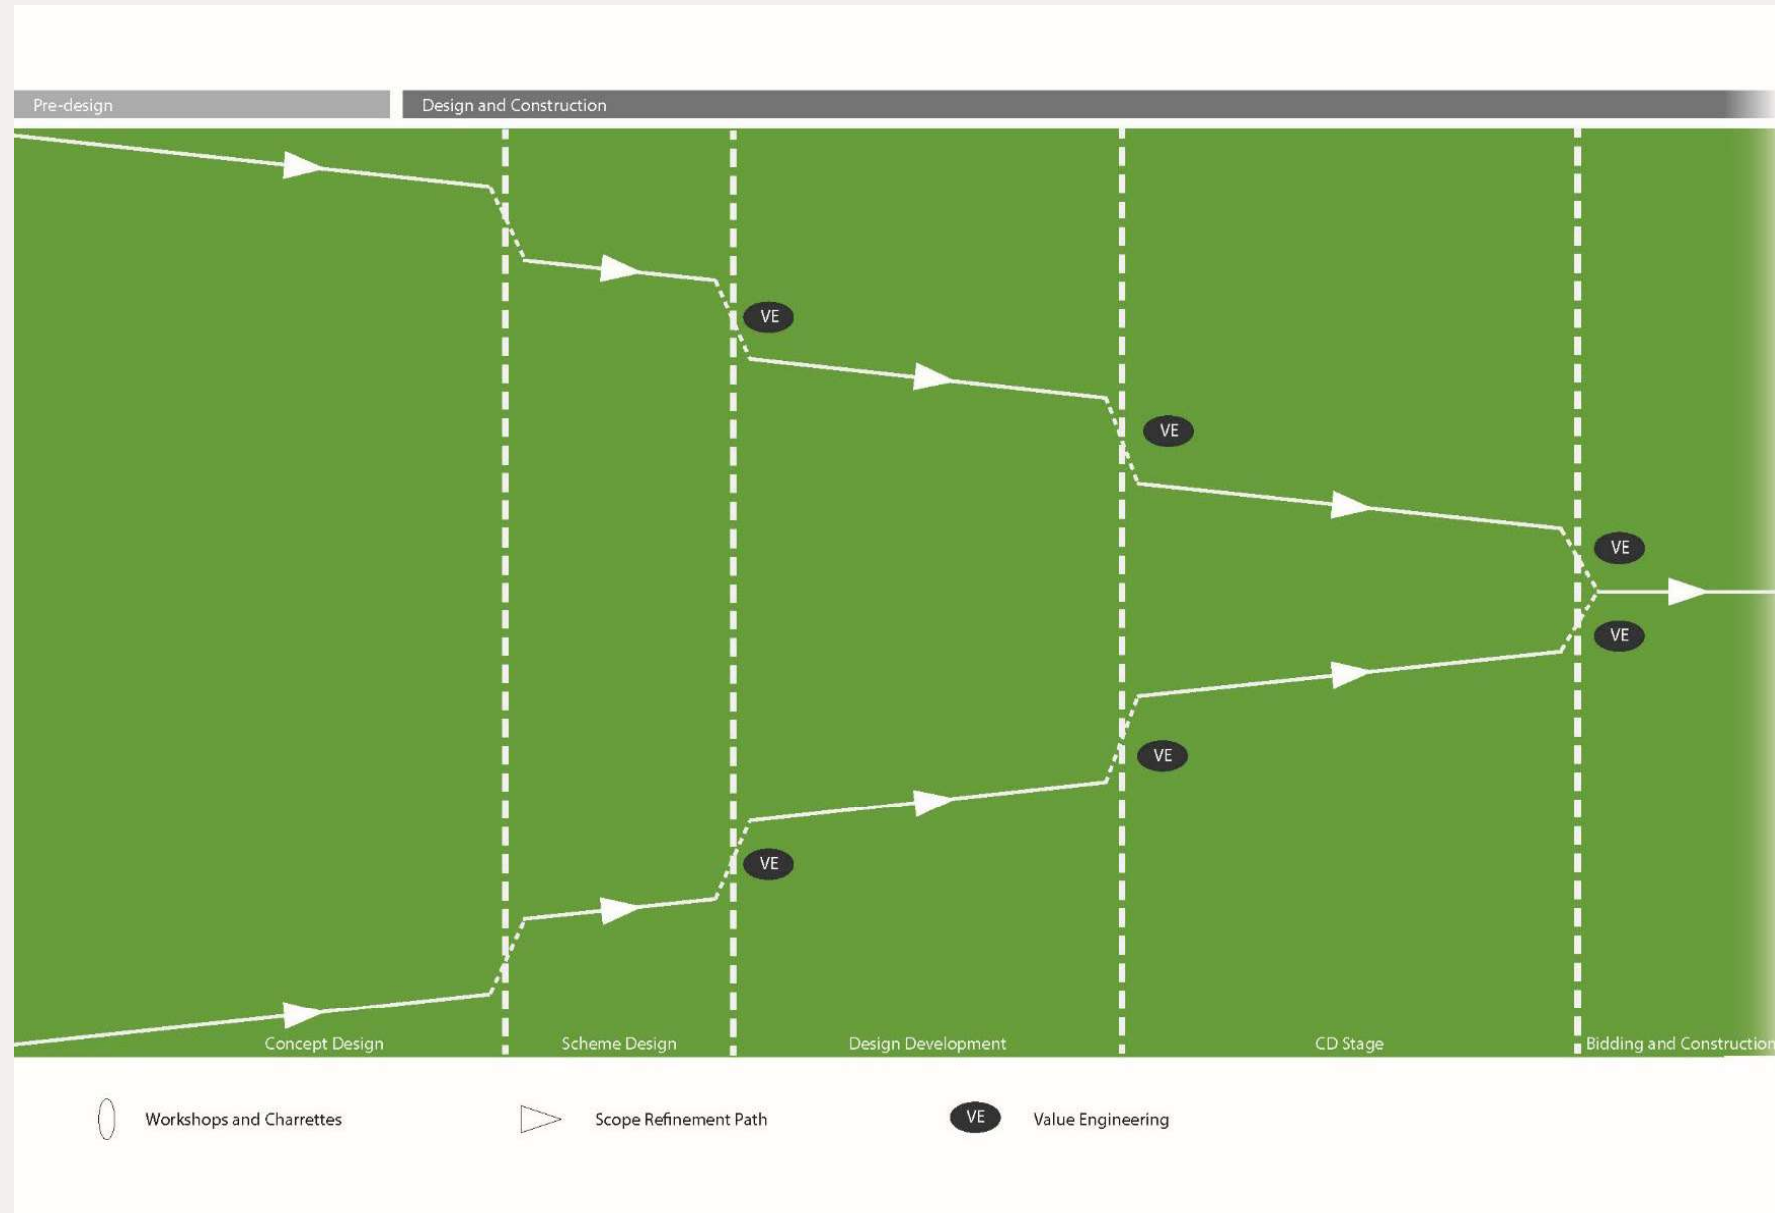 Pre-design
Design and Construction
VE
VE
VE
VE
VE
VE
Concept Design
Scheme Design
Design Development
CD Stage
Bidding and Construction
Workshops and Charrettes
Scope Refinement Path
VE
Value Engineering